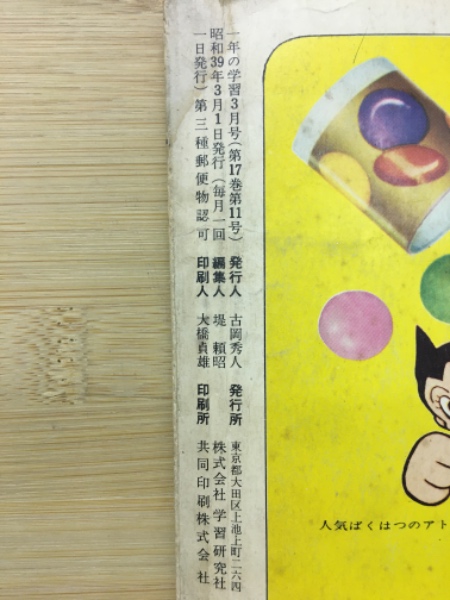 一年の学習3月号(第17巻第11号)
昭和39年3月1日発行(毎月一回
一日発行)第三種郵便物認可
発行人 古岡秀人
編集人 堤 頼昭
印刷人 大橋貞雄
発行所 東京都大田区上池上町二六四
株式会社 学習研究社
印刷所 共同印刷株式会社
人気ばくはつのアト